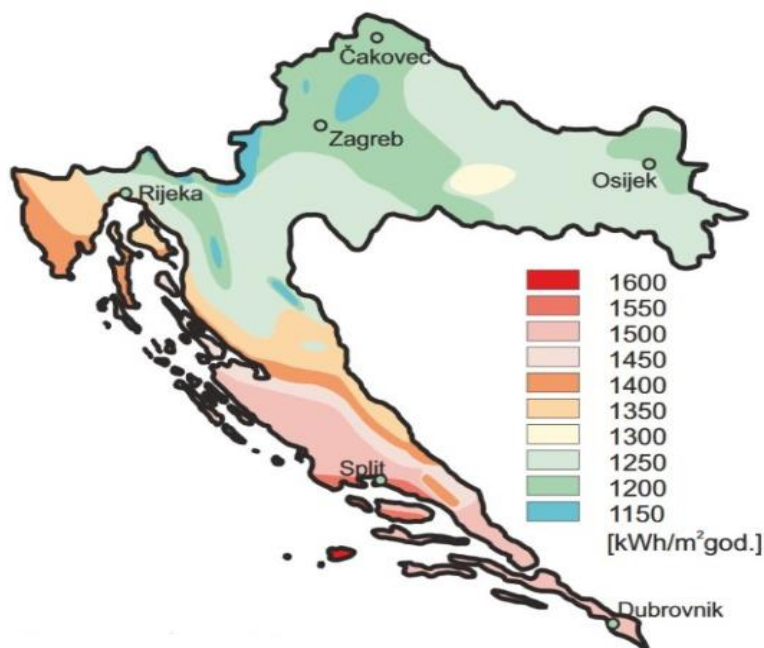 Čakovec
Zagreb
Osijek
Rijeka
1600
1550
1500
1450
1400
1350
1300
1250
1200
1150
[kWh/m²god.]
Split
Dubrovnik